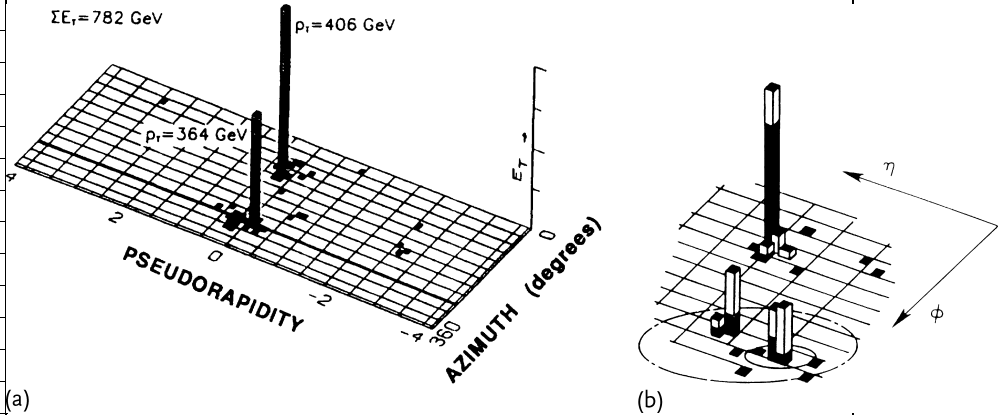 ΣE_T = 782 GeV
p_T = 406 GeV
p_T = 364 GeV
E_T →
4
2
0
-2
-4
PSEUDORAPIDITY
0
360
AZIMUTH (degrees)
(a)
η
ϕ
(b)